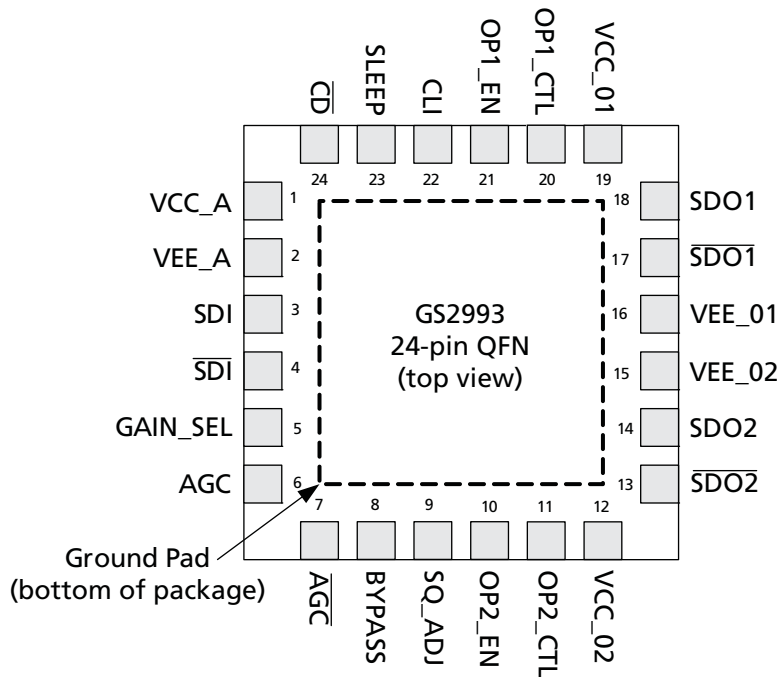 CD
SLEEP
CLI
OP1_EN
OP1_CTL
VCC_01
24
23
22
21
20
19
VCC_A
1
VEE_A
2
SDI
3
SDI
4
GAIN_SEL
5
AGC
6
18
SDO1
17
SDO1
16
VEE_01
15
VEE_02
14
SDO2
13
SDO2
GS2993
24-pin QFN
(top view)
7
8
9
10
11
12
Ground Pad
(bottom of package)
AGC
BYPASS
SQ_ADJ
OP2_EN
OP2_CTL
VCC_02